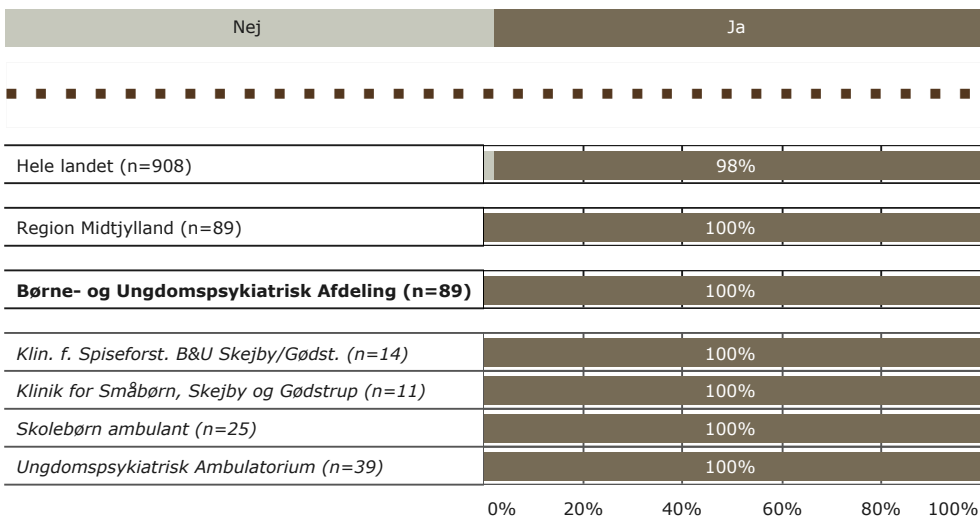 Nej Ja
Hele landet (n=908) 98%
Region Midtjylland (n=89) 100%
Børne- og Ungdomspsykiatrisk Afdeling (n=89) 100%
Klin. f. Spiseforst. B&U Skejby/Gødst. (n=14) 100%
Klinik for Småbørn, Skejby og Gødstrup (n=11) 100%
Skolebørn ambulant (n=25) 100%
Ungdomspsykiatrisk Ambulatorium (n=39) 100%
0% 20% 40% 60% 80% 100%